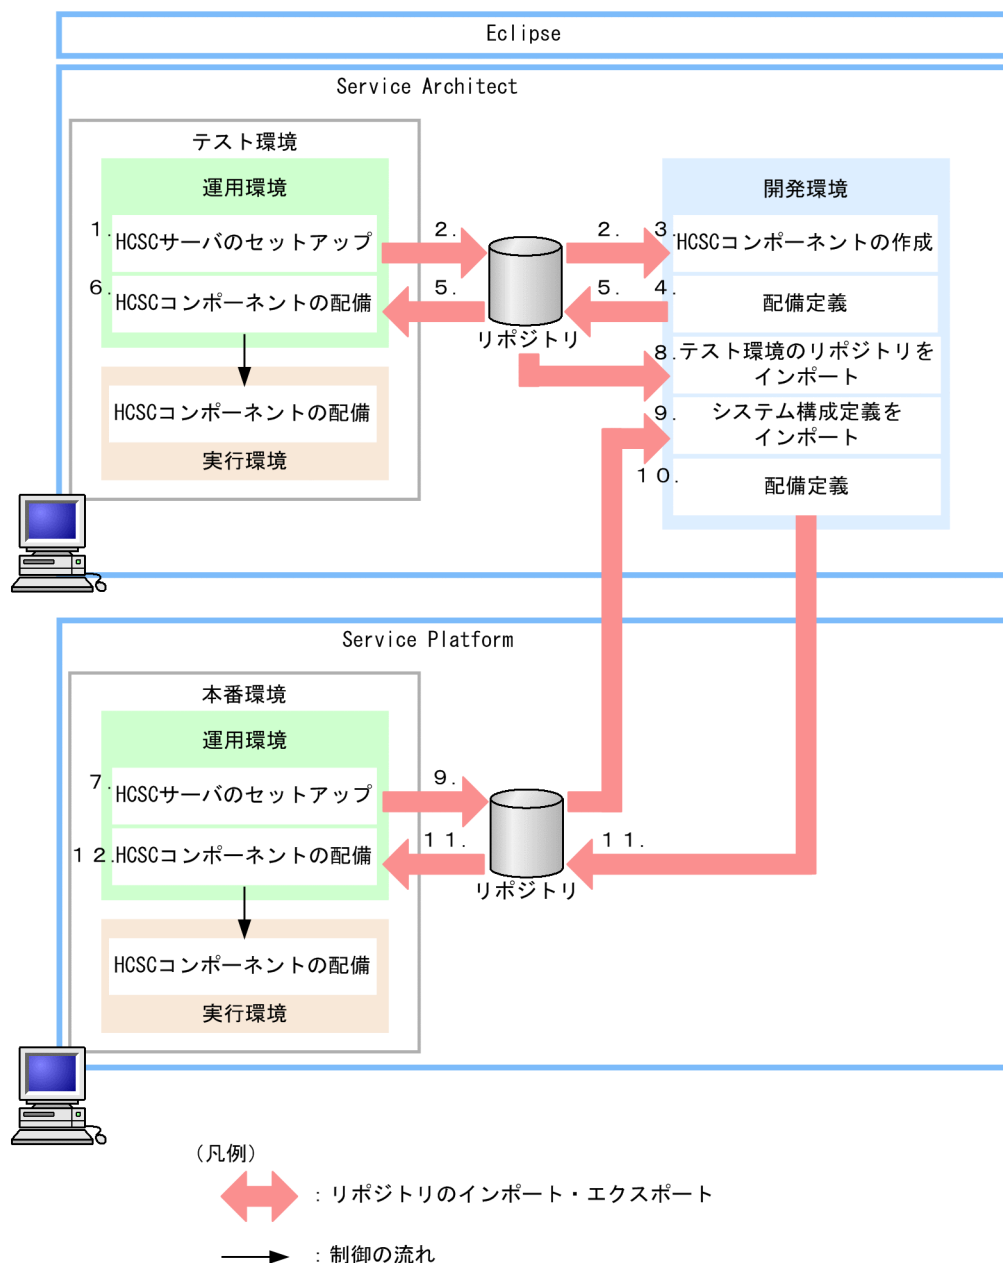 Eclipse
Service Architect
テスト環境
運用環境
1.
HCSCサーバのセットアップ
2.
6.
HCSCコンポーネントの配備
5.
リポジトリ
HCSCコンポーネントの配備
実行環境
開発環境
2.
3.
HCSCコンポーネントの作成
5.
4.
配備定義
8.
テスト環境のリポジトリを
インポート
9.
システム構成定義を
インポート
10.
配備定義
Service Platform
本番環境
運用環境
7.
HCSCサーバのセットアップ
9.
12.
HCSCコンポーネントの配備
11.
11.
リポジトリ
HCSCコンポーネントの配備
実行環境
(凡例)
：リポジトリのインポート・エクスポート
：制御の流れ